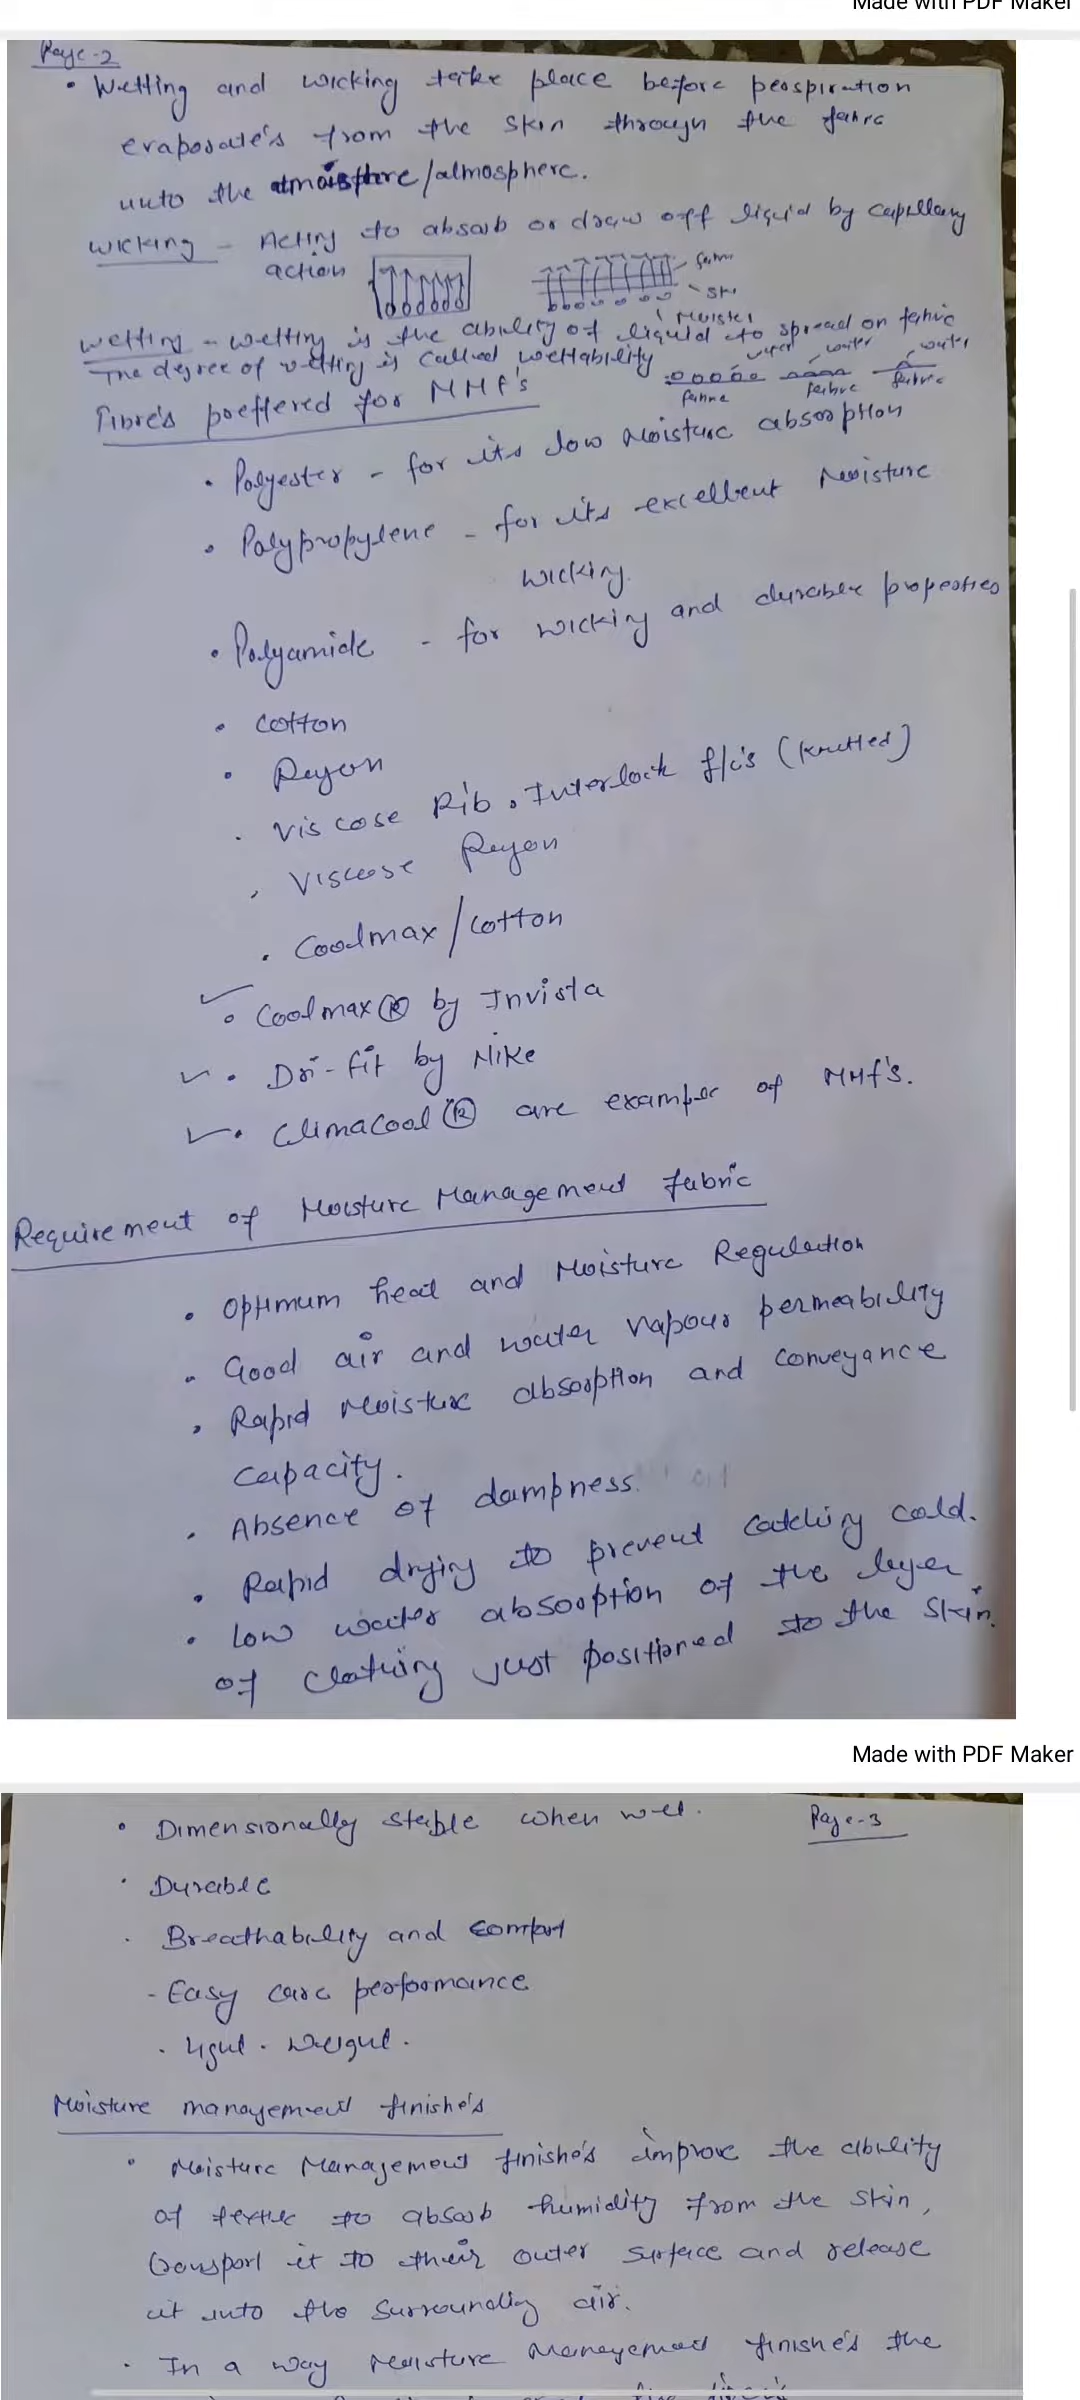 Made with PDF Maker
Page-2
• Wetting and wicking take place before perspiration
evaporate's from the skin through the fabric
unto the atmoisphere/atmosphere.
wicking - Acting to absorb or draw off liquid by capillary
action
fabric
skin
Moister
wetting - wetting is the ability of liquid to spread on fabric
The degree of wetting is called wettability
water water water
fabric fabric fabric
Fibre's preffered for MMF's
• Polyester - for its low Moisture absorption
• Polypropylene - for its excellent Moisture
wicking.
• Polyamide - for wicking and durable properties
• Cotton
• Rayon
• Viscose Rib, Interlock f/c's (knitted)
• Viscose Rayon
• Coolmax/cotton
• Coolmax® by Invista
• Dri-fit by Nike
• Climacool® are example of MMf's.
Requirement of Moisture Management fabric
• Optimum heat and Moisture Regulation
• Good air and water vapour permeability
• Rapid Moisture absorption and conveyance
capacity.
• Absence of dampness.
• Rapid drying to prevent catching cold.
• Low water absorption of the layer
of clothing just positioned to the skin.
Made with PDF Maker
• Dimensionally stable when wet.
Page-3
• Durable
• Breathability and comfort
- Easy care performance
• Light-weight.
Moisture management finishe's
• Moisture Management finishe's improve the ability
of textile to absorb humidity from the skin,
transport it to their outer surface and release
it into the surrounding air.
• In a way Moisture Management finishe's the